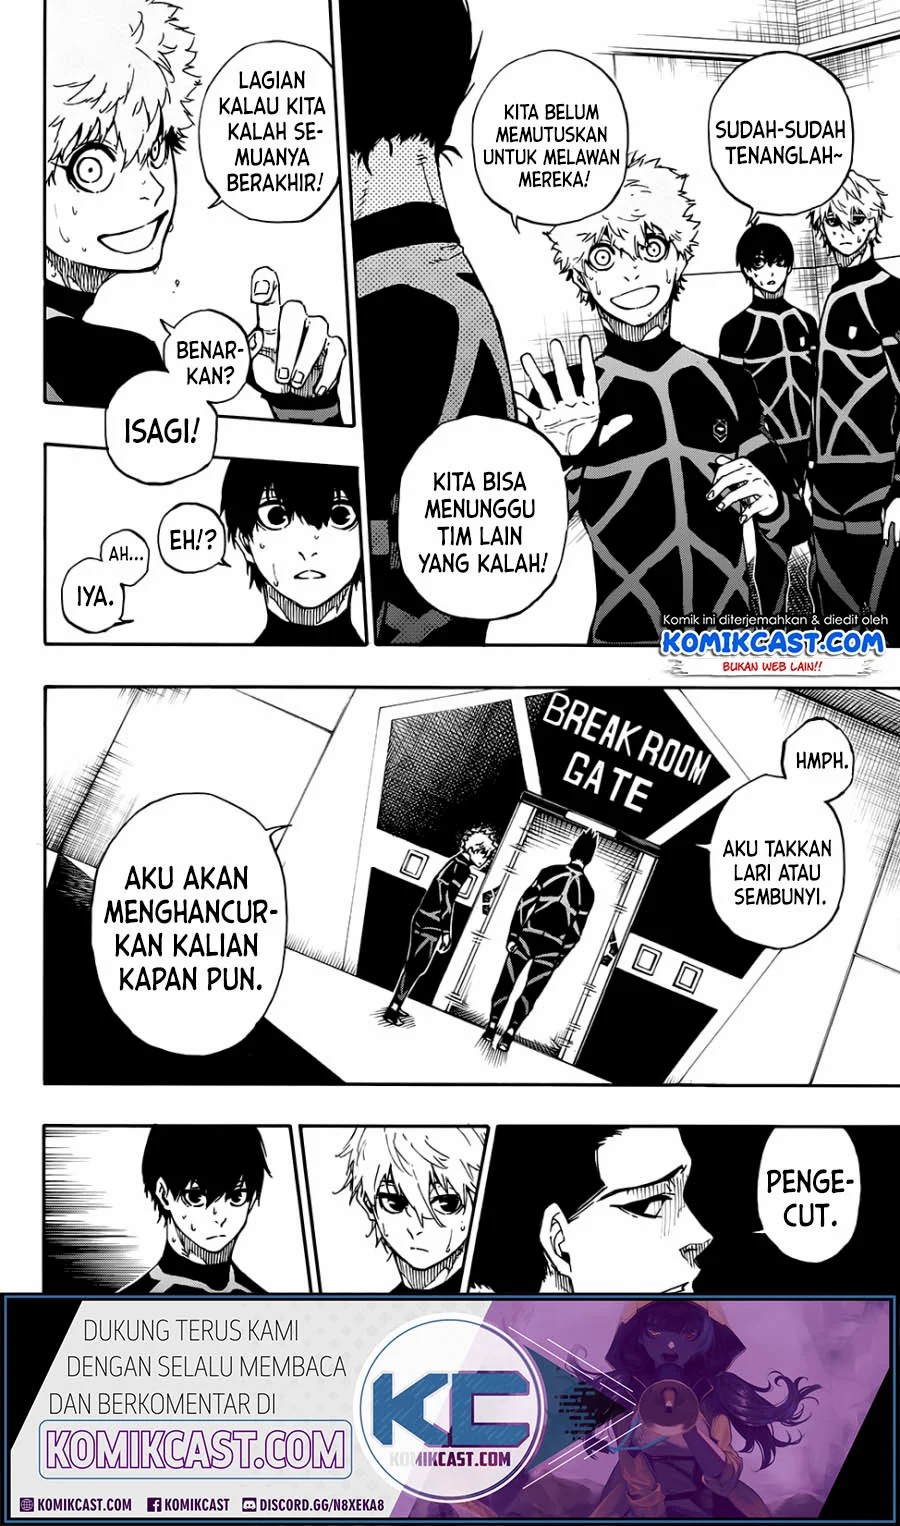 SUDAH-SUDAH
TENANGLAH~
KITA BELUM
MEMUTUSKAN
UNTUK MELAWAN
MEREKA!
KITA BISA
MENUNGGU
TIM LAIN
YANG KALAH!
LAGIAN
KALAU KITA
KALAH SE-
MUANYA
BERAKHIR!
BENAR-
KAN?
ISAGI!
EH!?
AH...
IYA.
Komik ini diterjemahkan & diedit oleh
KOMIKCAST.COM
BUKAN WEB LAIN!!
BREAK ROOM
GATE
HMPH.
AKU TAKKAN
LARI ATAU
SEMBUNYI.
AKU AKAN
MENGHANCUR-
KAN KALIAN
KAPAN PUN.
PENGE-
CUT.
DUKUNG TERUS KAMI
DENGAN SELALU MEMBACA
DAN BERKOMENTAR DI
KOMIKCAST.COM
KOMIKCAST.COM KOMIKCAST DISCORD.GG/N8XEKA8
KC
KOMIKCAST.COM